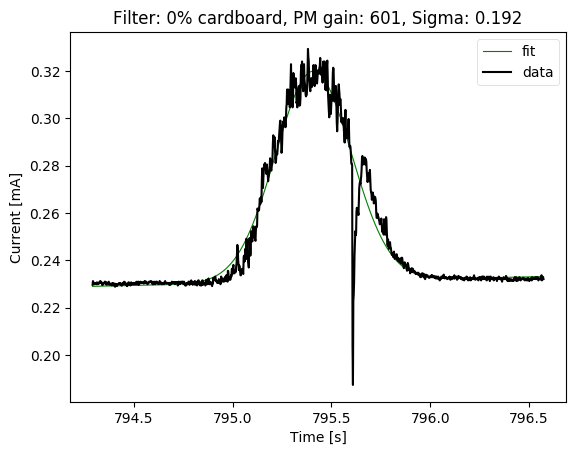 Filter: 0% cardboard, PM gain: 601, Sigma: 0.192
fit
data
Current [mA]
0.32
0.30
0.28
0.26
0.24
0.22
0.20
794.5 795.0 795.5 796.0 796.5
Time [s]